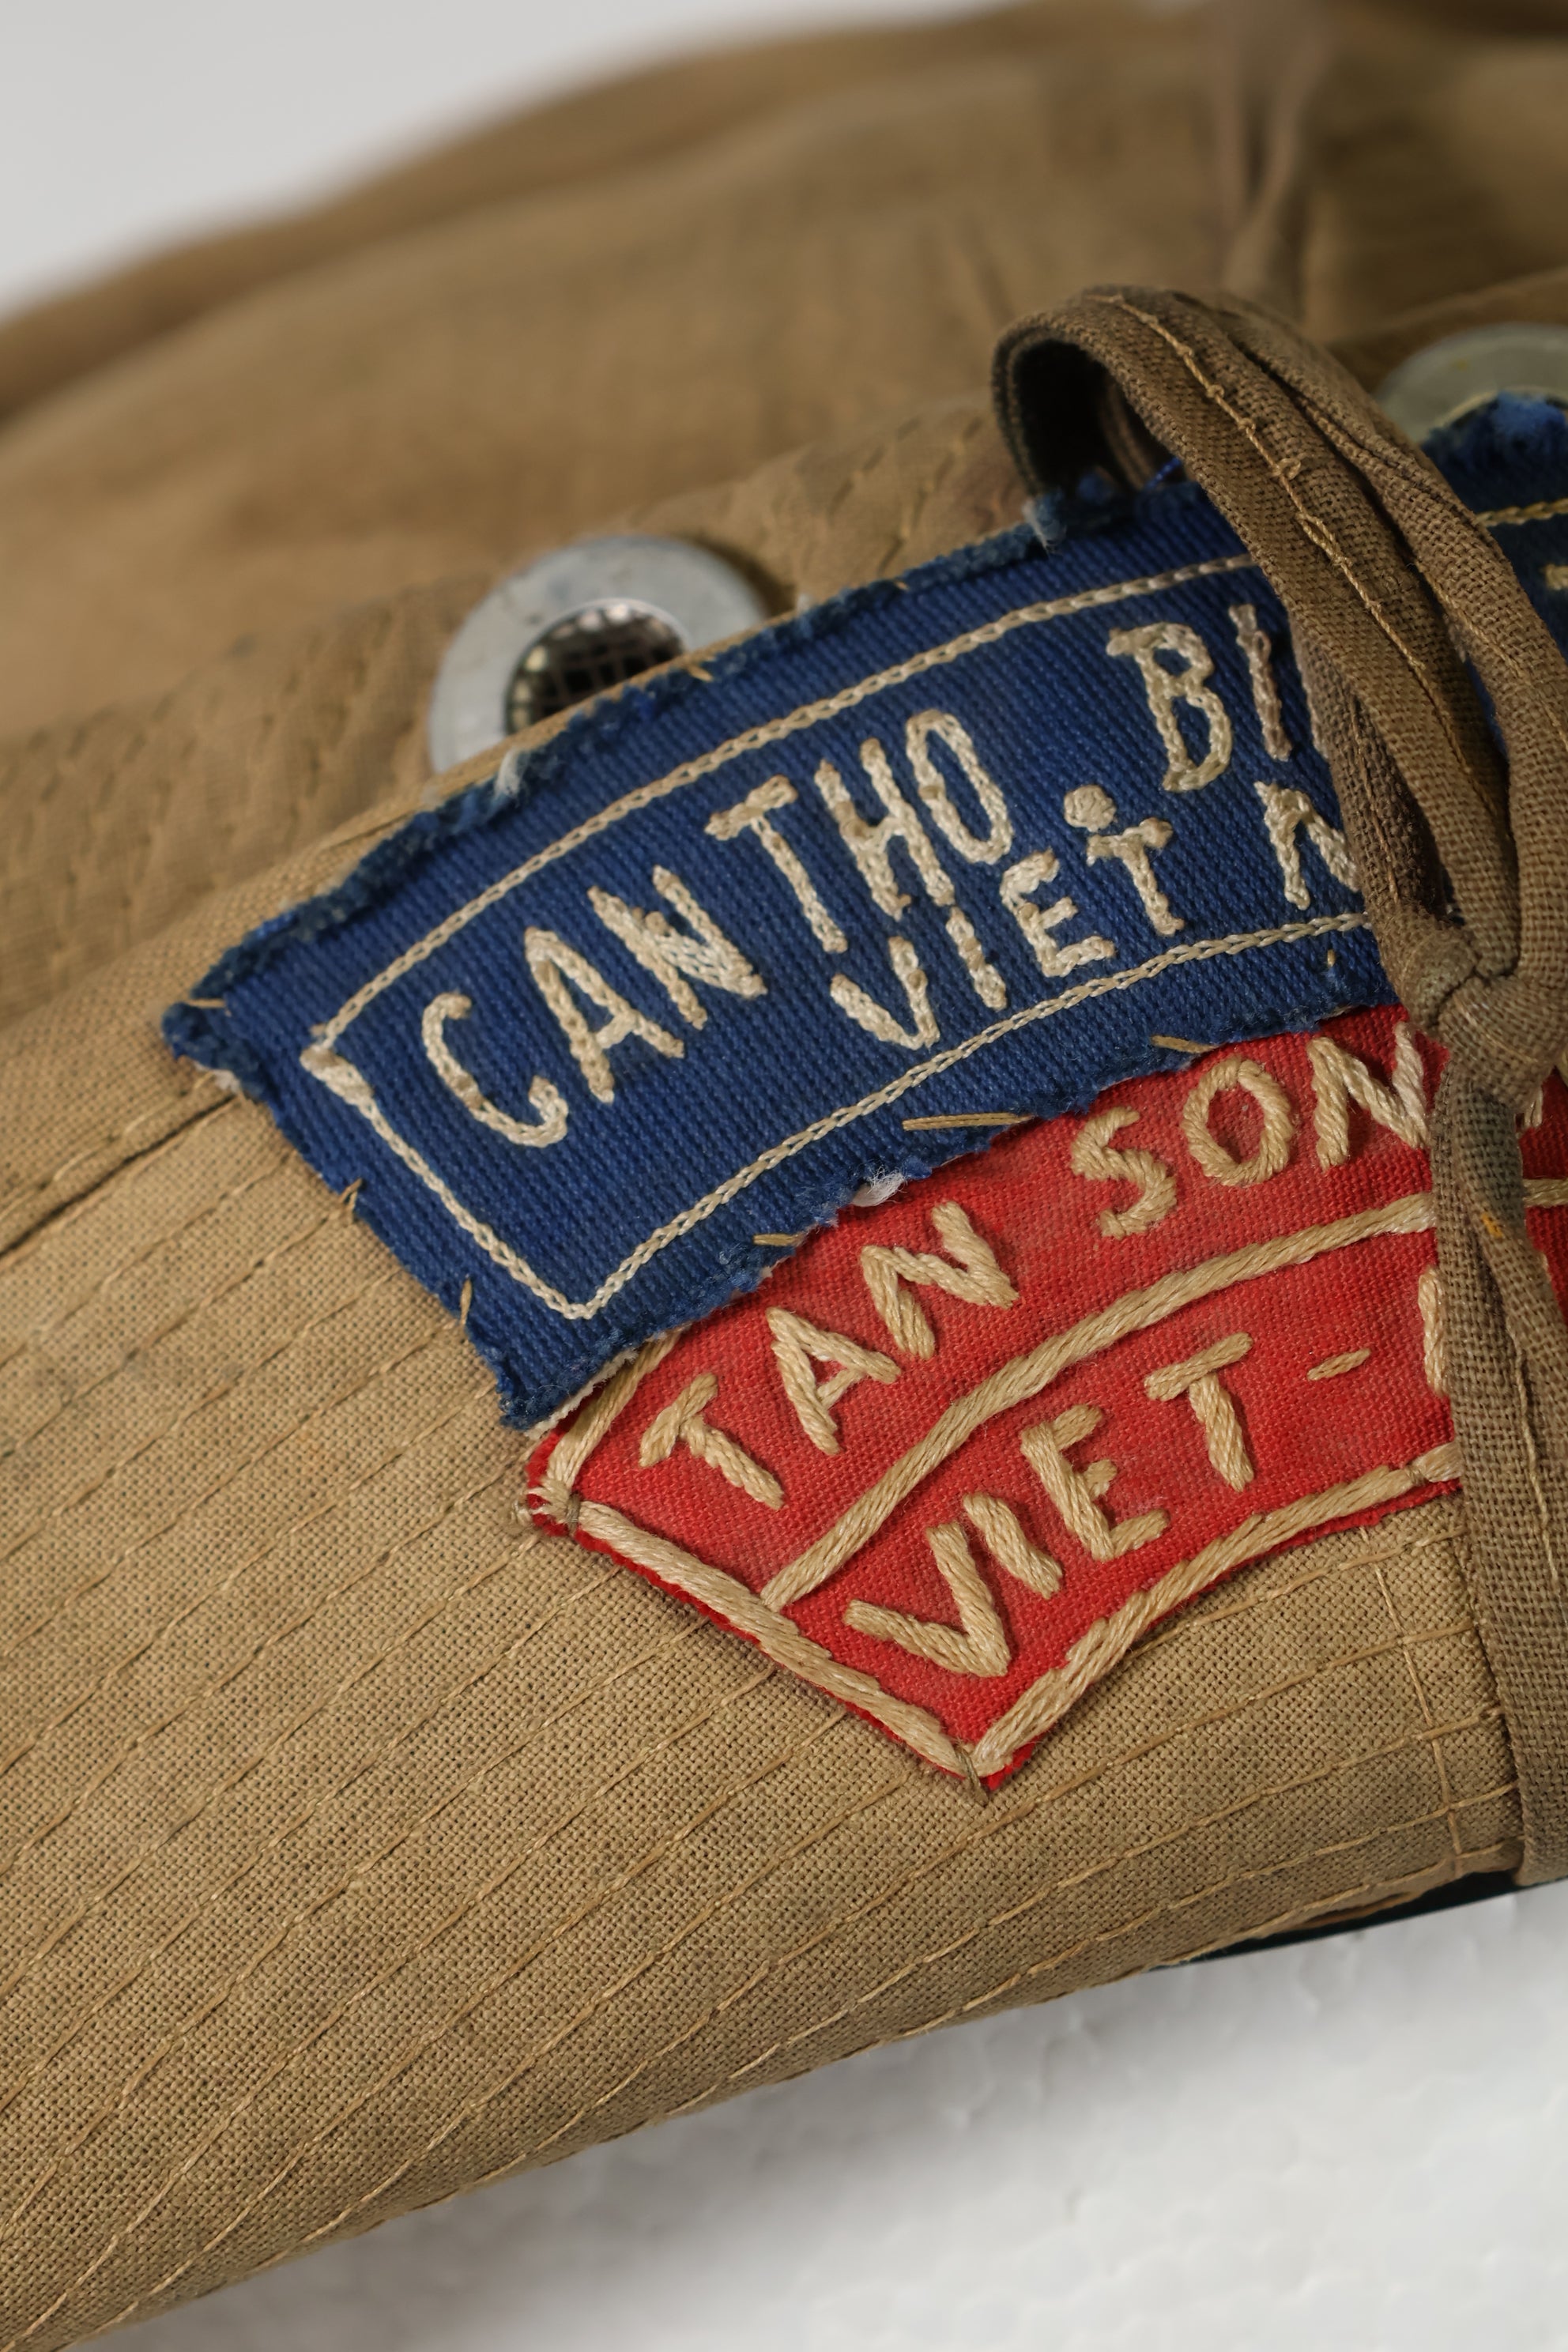 CAN THO BI
VIET N
TAN SON
VIET -